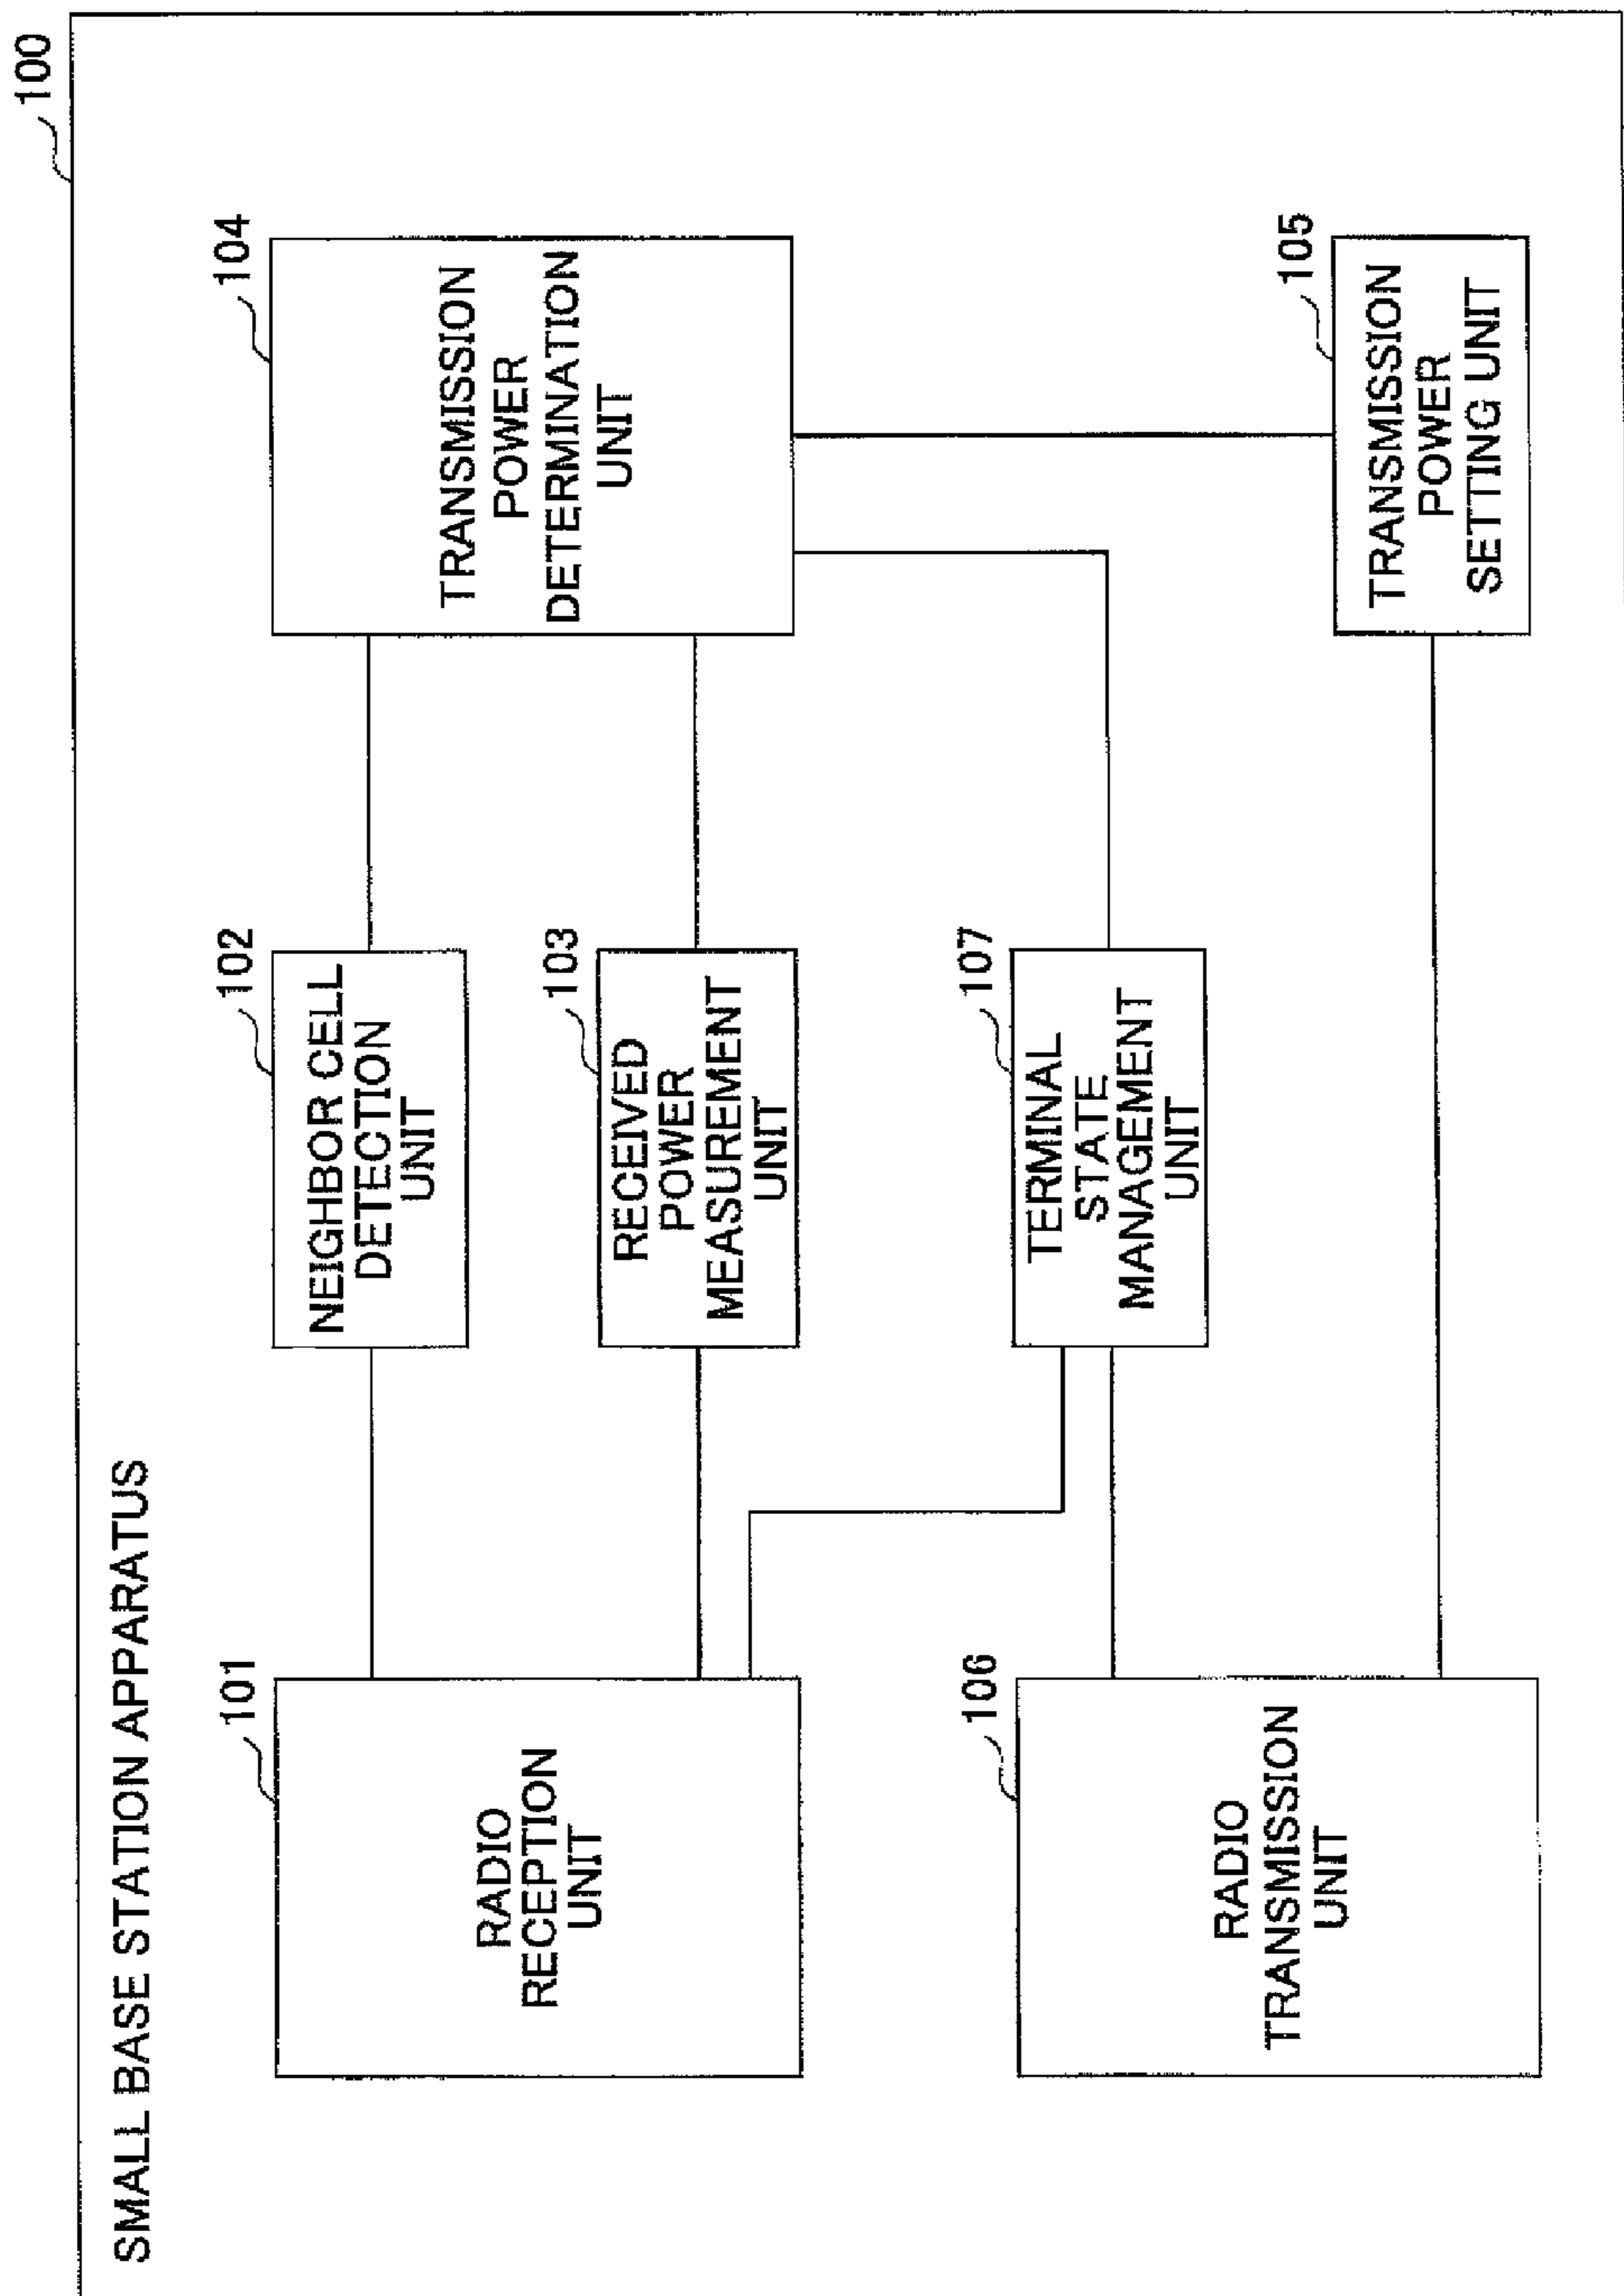 SMALL BASE STATION APPARATUS
100
101
RADIO
RECEPTION
UNIT
102
NEIGHBOR CELL
DETECTION
UNIT
103
RECEIVED
POWER
MEASUREMENT
UNIT
104
TRANSMISSION
POWER
DETERMINATION
UNIT
106
RADIO
TRANSMISSION
UNIT
107
TERMINAL
STATE
MANAGEMENT
UNIT
105
TRANSMISSION
POWER
SETTING UNIT